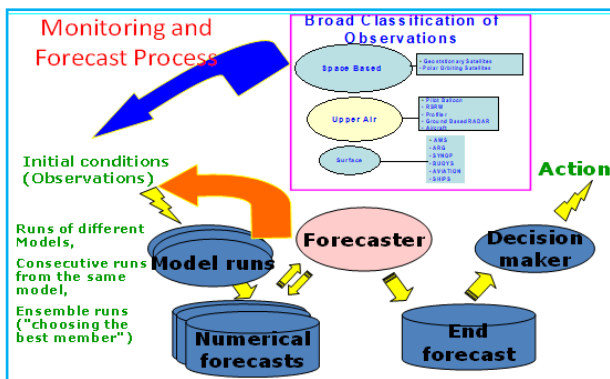 Monitoring and
Forecast Process
Broad Classification of
Observations
Space Based
• Geostationary Satellites
• Polar Orbiting Satellites
Upper Air
• Pilot Balloon
• RSRW
• Profiler
• Ground Based RADAR
• Aircraft
Surface
• AWS
• ARG
• SYNOP
• BUOYS
• AVIATION
• SHIPS
Initial conditions
(Observations)
Action
Runs of different
Models,
Consecutive runs
from the same
model,
Ensemble runs
("choosing the
best member")
Model runs
Forecaster
Decision
maker
Numerical
forecasts
End
forecast